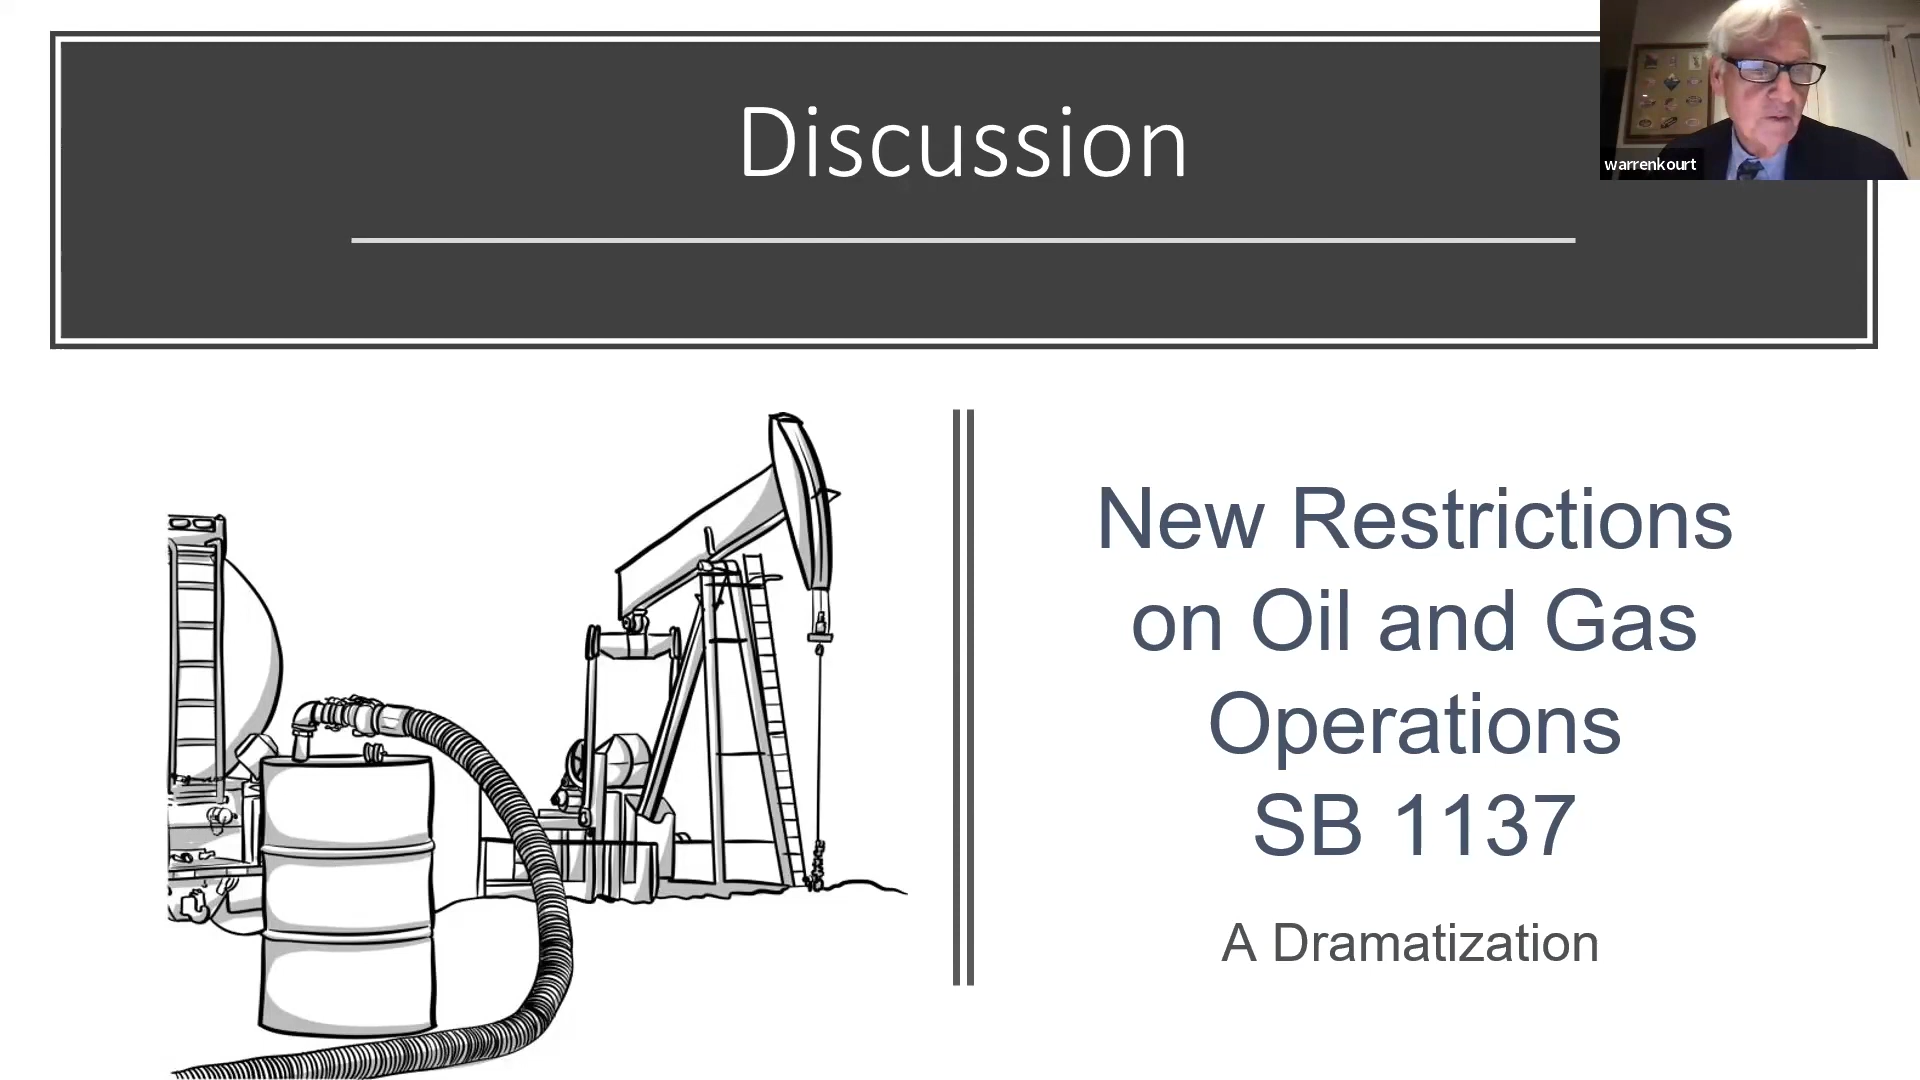 Discussion
warrenkourt
New Restrictions
on Oil and Gas
Operations
SB 1137
A Dramatization